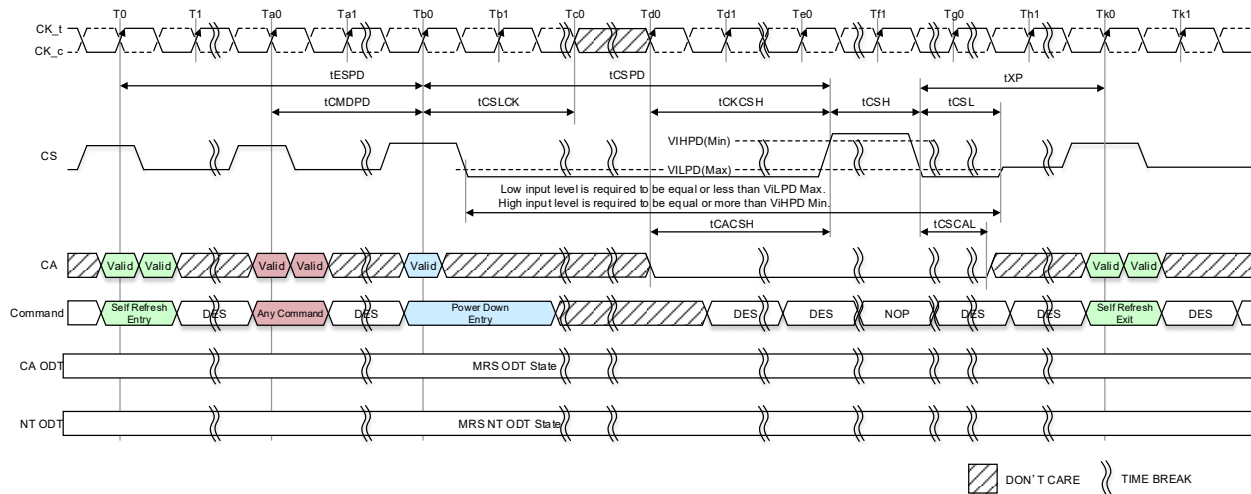 T0 T1 Ta0 Ta1 Tb0 Tb1 Tc0 Td0 Td1 Te0 Tf1 Tg0 Th1 Tk0 Tk1
CK_t
CK_c
tESPD tCSPD tXP
tCMDPD tCSLCK tCKCSH tCSH tCSL
VIHPD(Min)
CS
VILPD(Max)
Low input level is required to be equal or less than ViLPD Max.
High input level is required to be equal or more than ViHPD Min.
tCACSH tCSCAL
CA Valid Valid Valid Valid Valid Valid Valid
Command Self Refresh Entry DES Any Command DES Power Down Entry DES DES NOP DES DES Self Refresh Exit DES
CA ODT MRS ODT State
NT ODT MRS NT ODT State
DON'T CARE TIME BREAK